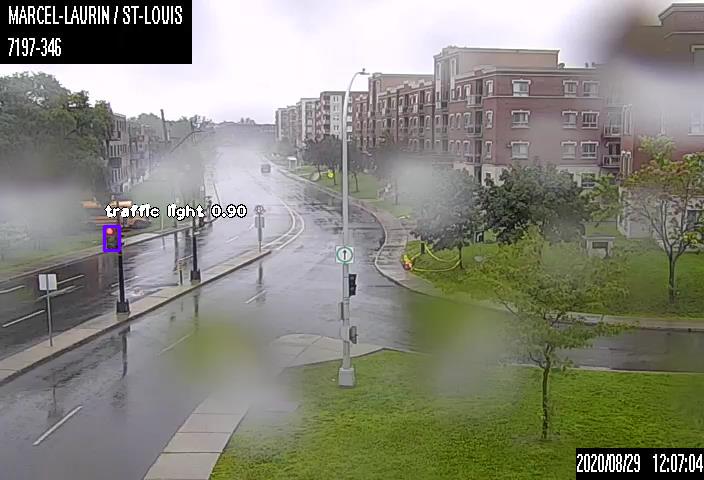 MARCEL-LAURIN / ST-LOUIS
7197-346
traffic light 0.90
2020/08/29 12:07:04